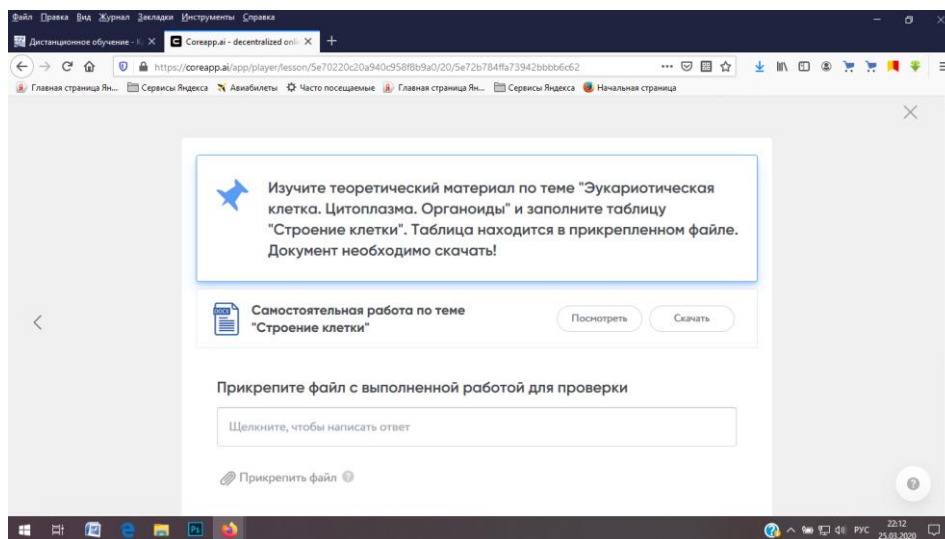 Файл Правка Вид Журнал Закладки Инструменты Справка
Дистанционное обучение - К
Coreapp.ai - decentralized onli
https://coreapp.ai/app/player/lesson/5e70220c20a940c958f8b9a0/20/5e72b784ffa73942bbbb6c62
Главная страница Ян... Сервисы Яндекса Авиабилеты Часто посещаемые Главная страница Ян... Сервисы Яндекса Начальная страница
Изучите теоретический материал по теме "Эукариотическая
клетка. Цитоплазма. Органоиды" и заполните таблицу
"Строение клетки". Таблица находится в прикрепленном файле.
Документ необходимо скачать!
DOCX
Самостоятельная работа по теме
"Строение клетки"
Посмотреть
Скачать
Прикрепите файл с выполненной работой для проверки
Щелкните, чтобы написать ответ
Прикрепить файл
Ps
РУС
22:12
25.03.2020